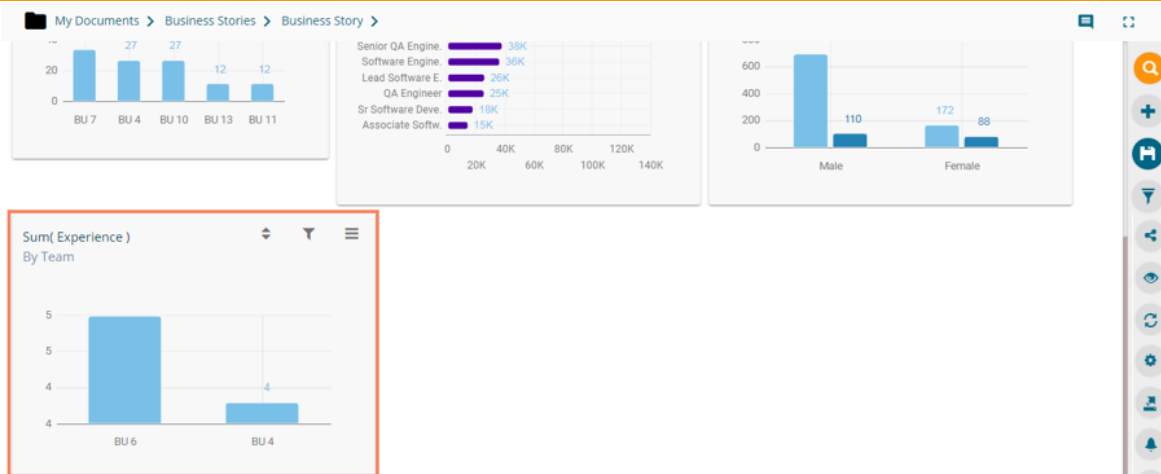 My Documents > Business Stories > Business Story >
27 27
12 12
20
0
BU 7 BU 4 BU 10 BU 13 BU 11
Senior QA Engine. 38K
Software Engine. 36K
Lead Software E. 26K
QA Engineer 25K
Sr Software Deve. 18K
Associate Softw. 15K
0 40K 80K 120K
20K 60K 100K 140K
600
400
200
0
110
172
88
Male Female
Sum( Experience )
By Team
5
5
4
4
4
BU 6 BU 4